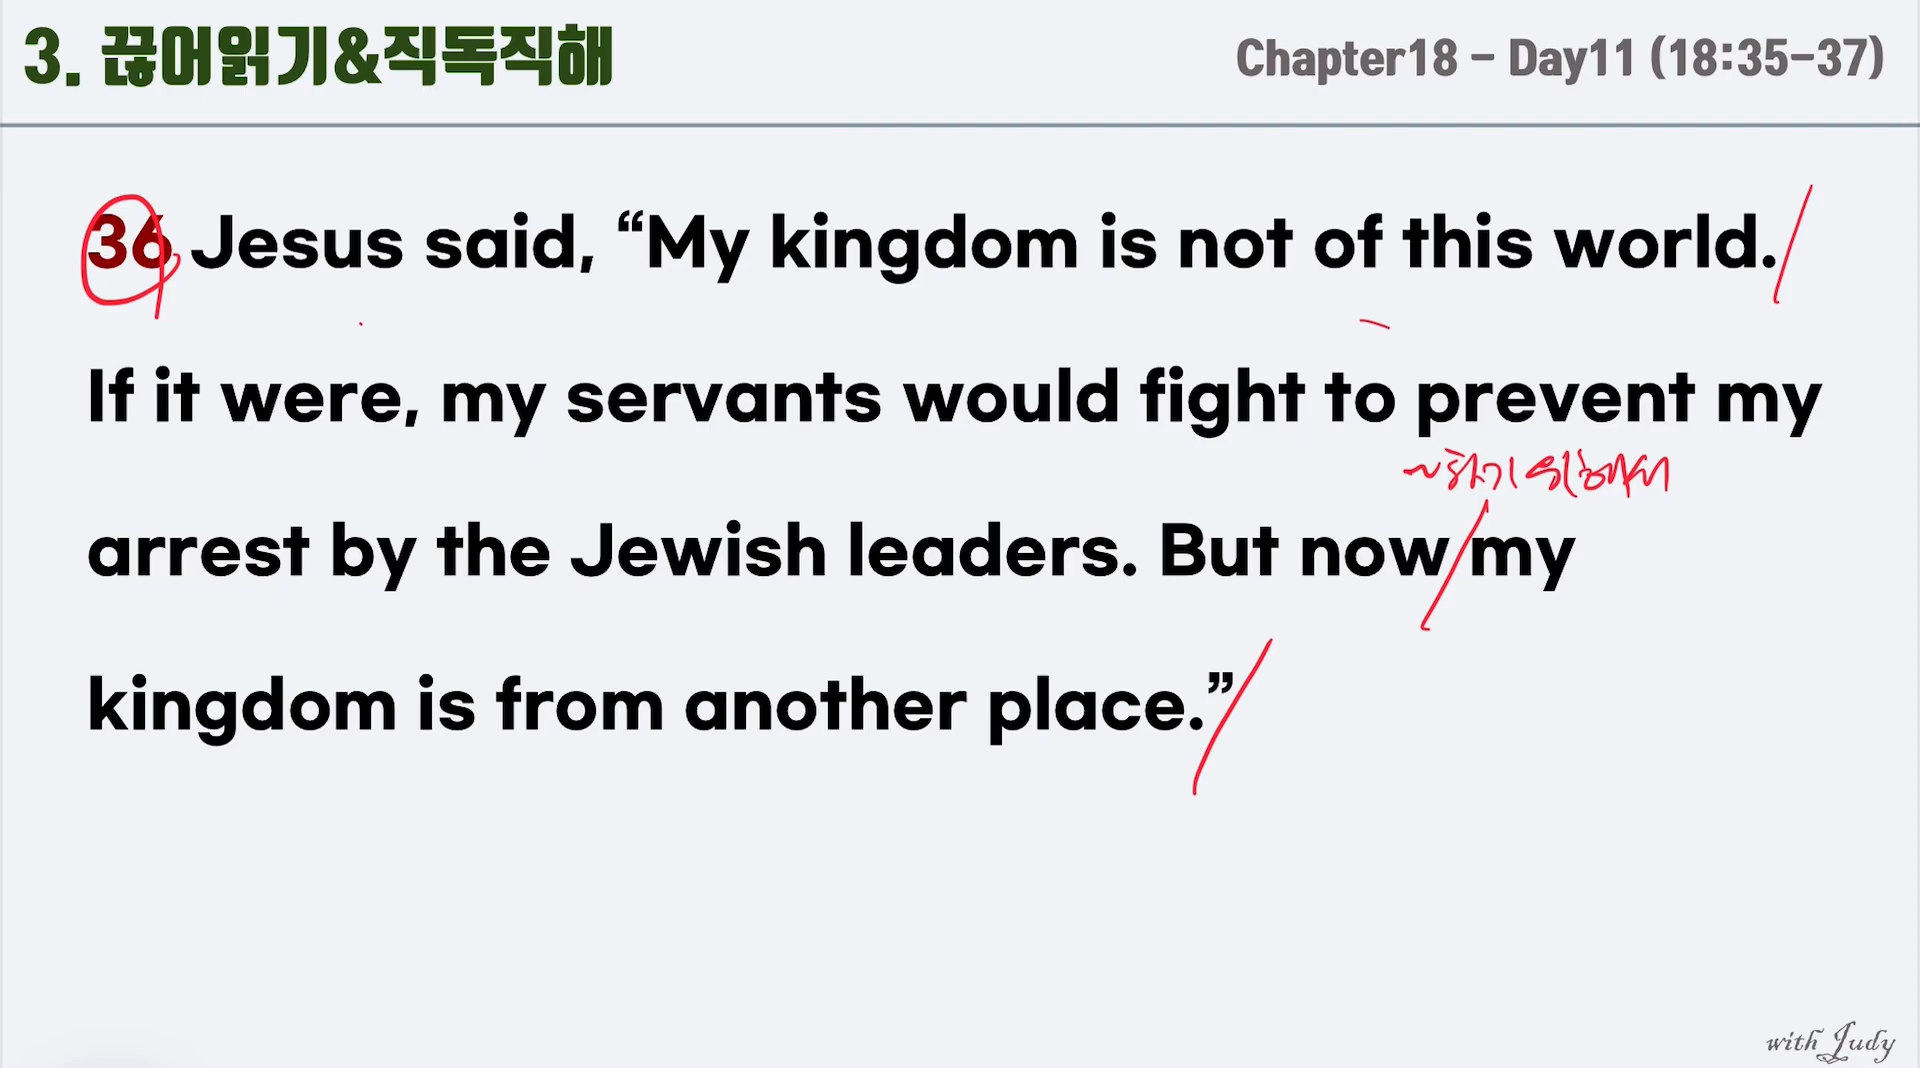 3. 끊어읽기&직독직해
Chapter18 - Day11 (18:35-37)
36 Jesus said, “My kingdom is not of this world.
If it were, my servants would fight to prevent my
~하기 위해서
arrest by the Jewish leaders. But now my
kingdom is from another place.”
with Judy